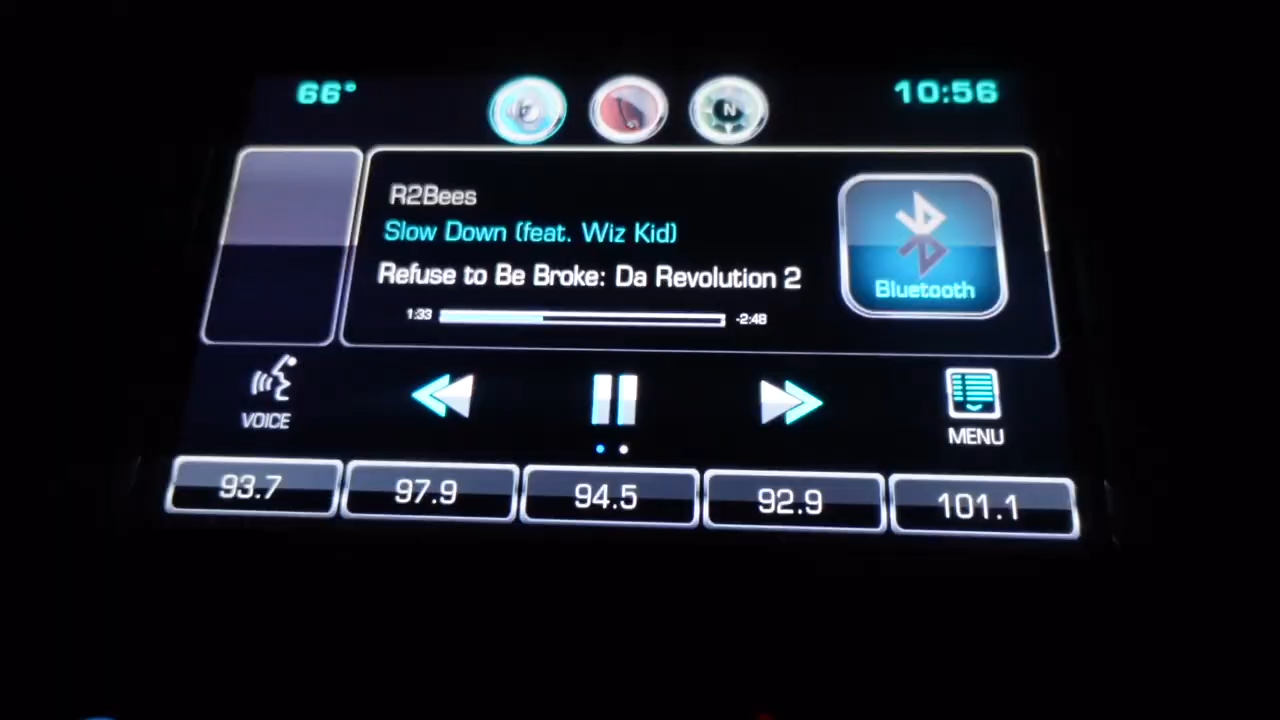 66°
10:56
N
R2Bees
Slow Down (feat. Wiz Kid)
Refuse to Be Broke: Da Revolution 2
1:33
-2:48
Bluetooth
VOICE
MENU
93.7
97.9
94.5
92.9
101.1